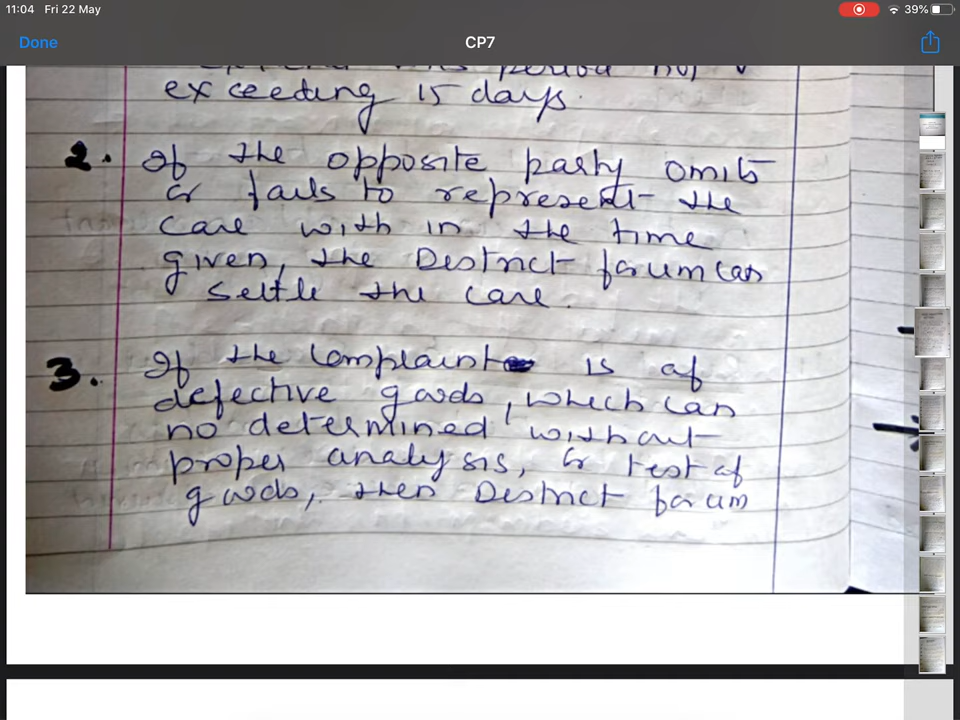 11:04 Fri 22 May
39%
Done
CP7
period not
exceeding 15 days.
2. If the opposite party omits
or fails to represent the
case with in the time
given, the District forum can
settle the case.
3. If the complaint is of
defective goods, which can
no determined without
proper analysis, or test of
goods, then District forum